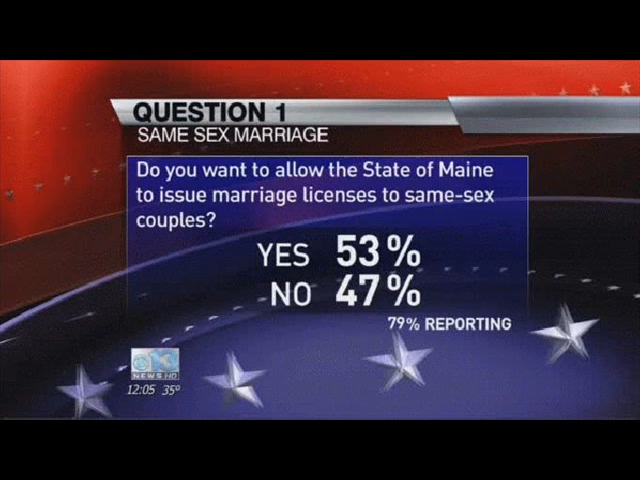 QUESTION 1
SAME SEX MARRIAGE
Do you want to allow the State of Maine
to issue marriage licenses to same-sex
couples?
YES 53%
NO 47%
79% REPORTING
NEWS HD
12:05 35°